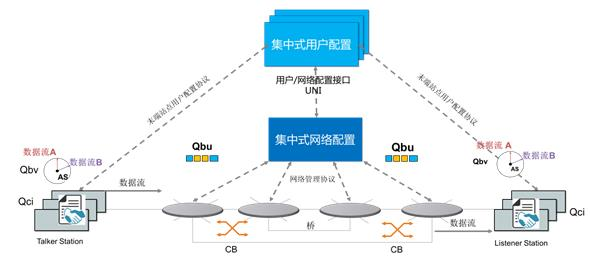 集中式用户配置
用户/网络配置接口
UNI
末端站点用户配置协议
末端站点用户配置协议
集中式网络配置
Qbu
Qbu
网络管理协议
数据流A
数据流B
Qbv
AS
Qci
数据流
Talker Station
桥
CB
CB
数据流 A
数据流B
Qbv
AS
Qci
数据流
Listener Station